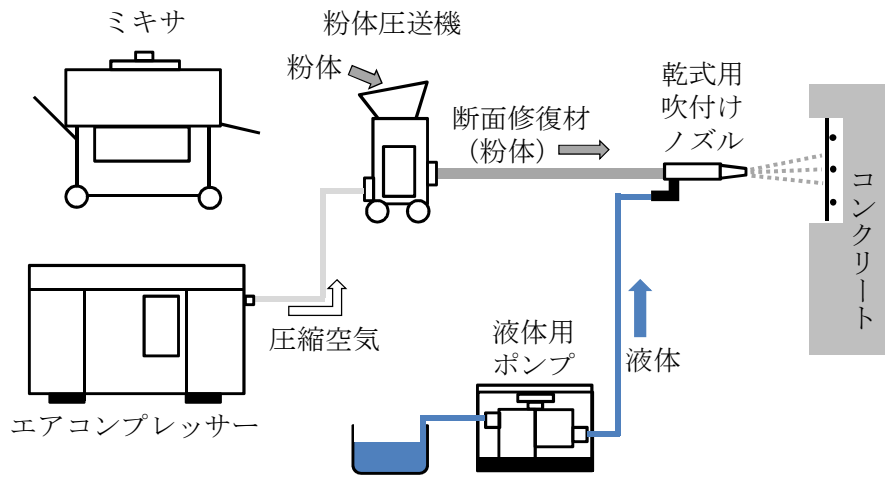 ミキサ
粉体圧送機
粉体
断面修復材
（粉体）
乾式用
吹付け
ノズル
コンクリート
圧縮空気
エアコンプレッサー
液体用
ポンプ
液体